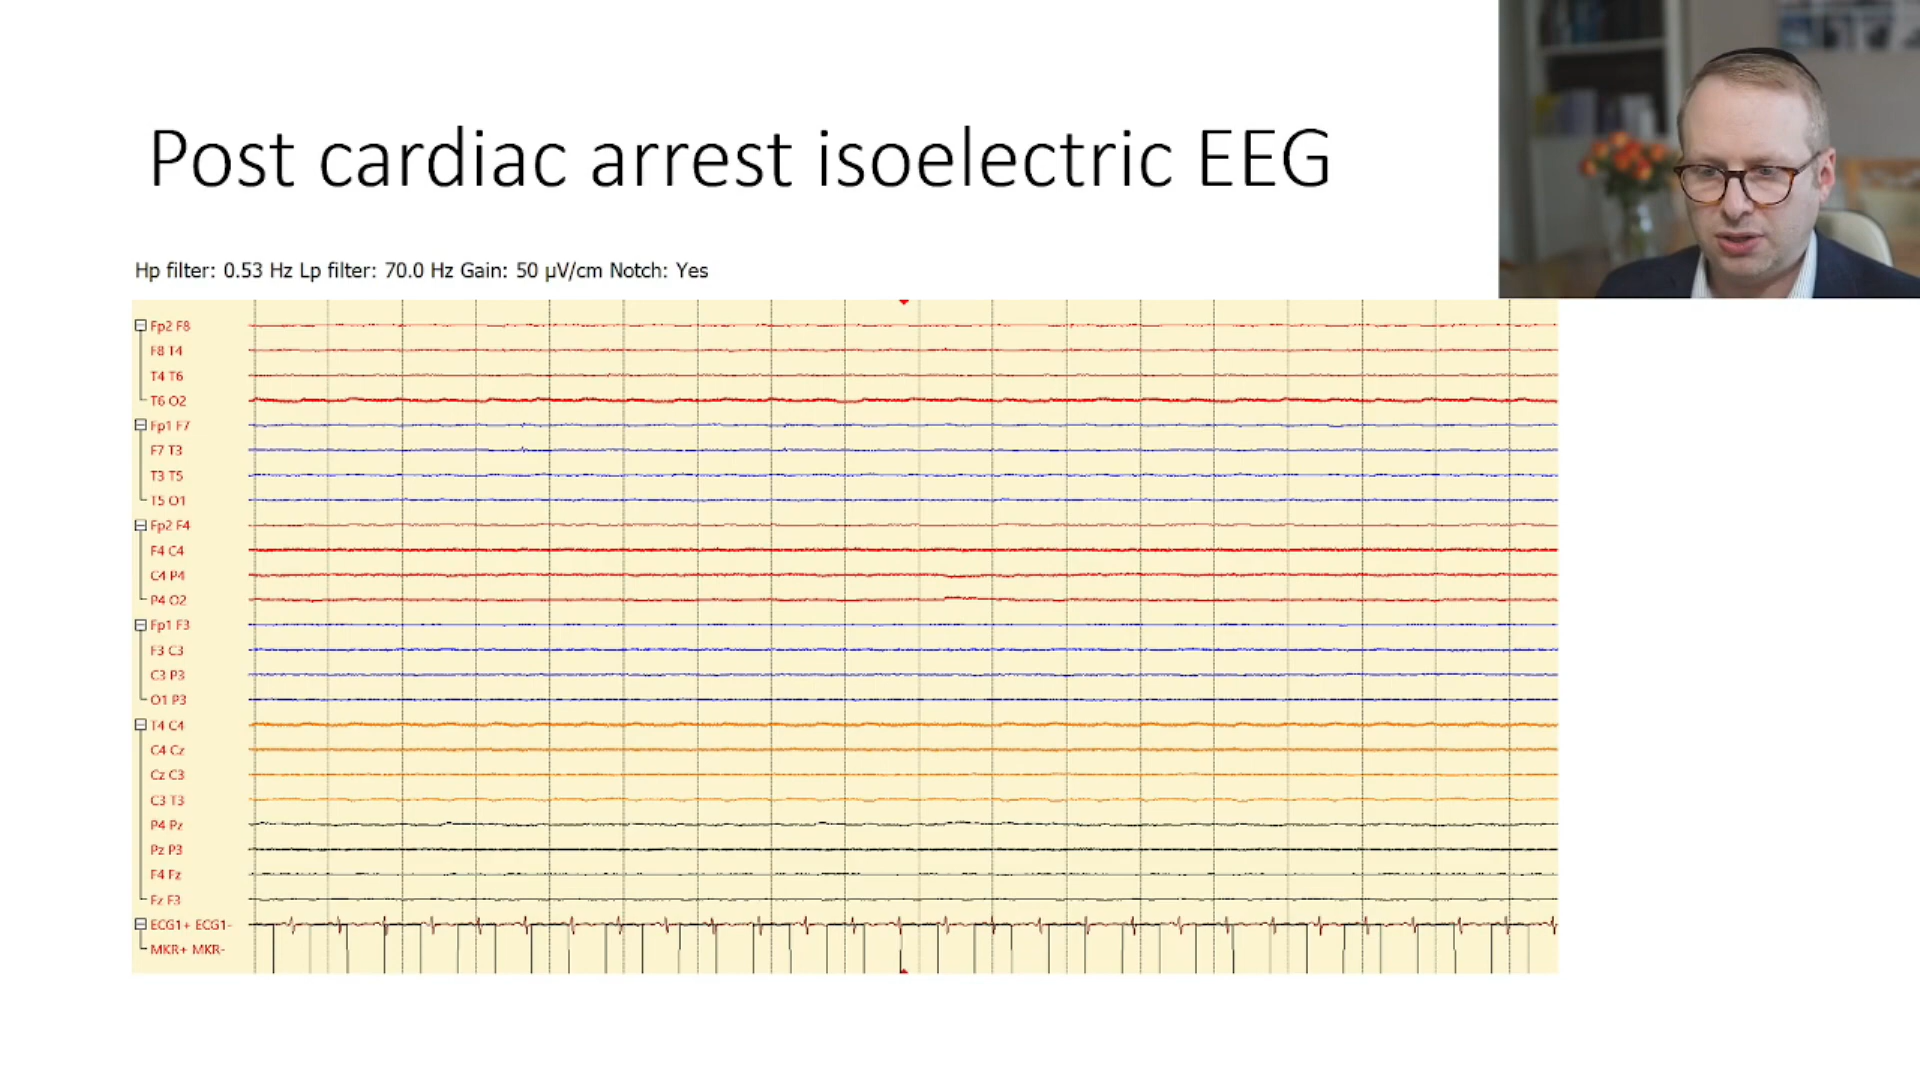 Post cardiac arrest isoelectric EEG
Hp filter: 0.53 Hz Lp filter: 70.0 Hz Gain: 50 µV/cm Notch: Yes
Fp2 F8
F8 T4
T4 T6
T6 O2
Fp1 F7
F7 T3
T3 T5
T5 O1
Fp2 F4
F4 C4
C4 P4
P4 O2
Fp1 F3
F3 C3
C3 P3
O1 P3
T4 C4
C4 Cz
Cz C3
C3 T3
P4 Pz
Pz P3
F4 Fz
Fz F3
ECG1+ ECG1-
MKR+ MKR-